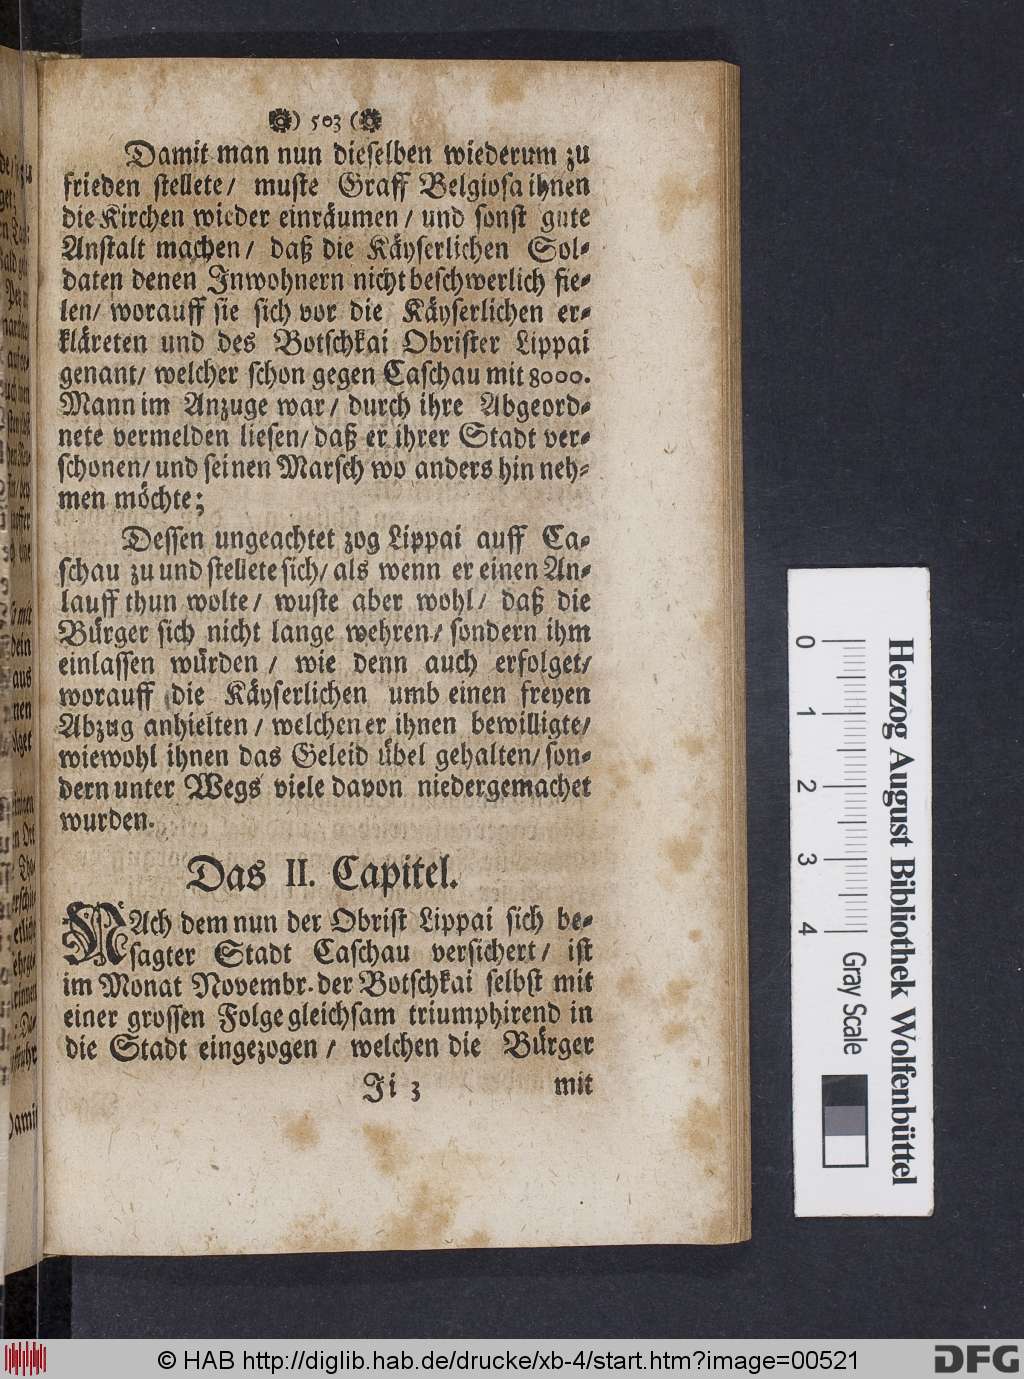 ) 503 (
Damit man nun dieselben wiederum zu
frieden stellete/ muste Graff Belgiosa ihnen
die Kirchen wieder einräumen/ und sonst gute
Anstalt machen/ daß die Käyserlichen Sol-
daten denen Inwohnern nicht beschwerlich fie-
len/ worauff sie sich vor die Käyserlichen er-
kläreten und des Botschkai Obrister Lippai
genant/ welcher schon gegen Caschau mit 8000.
Mann im Anzuge war/ durch ihre Abgeord-
nete vermelden liesen/ daß er ihrer Stadt ver-
schonen/ und seinen Marsch wo anders hin neh-
men möchte;
Dessen ungeachtet zog Lippai auff Ca-
schau zu und stellete sich/ als wenn er einen An-
lauff thun wolte/ wuste aber wohl/ daß die
Bürger sich nicht lange wehren/ sondern ihm
einlassen würden/ wie denn auch erfolget/
worauff die Käyserlichen umb einen freyen
Abzug anhielten/ welchen er ihnen bewilligte/
wiewohl ihnen das Geleid übel gehalten/ son-
dern unter Wegs viele davon niedergemachet
wurden.
Das II. Capitel.
NAch dem nun der Obrist Lippai sich be-
sagter Stadt Caschau versichert/ ist
im Monat Novembr. der Botschkai selbst mit
einer grossen Folge gleichsam triumphirend in
die Stadt eingezogen/ welchen die Bürger
Ji 3 mit
0 1 2 3 4
Gray Scale
Herzog August Bibliothek Wolfenbüttel
© HAB http://diglib.hab.de/drucke/xb-4/start.htm?image=00521
DFG